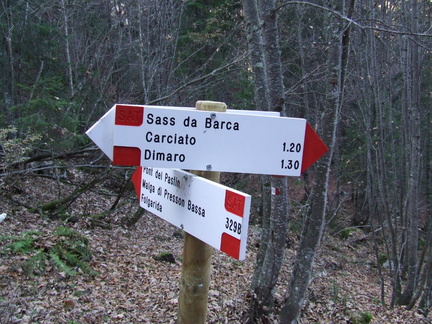 Sass da Barca
Carciato 1.20
Dimaro 1.30
Pont del Pastin
Malga di Presson Bassa
Folgarida
329B